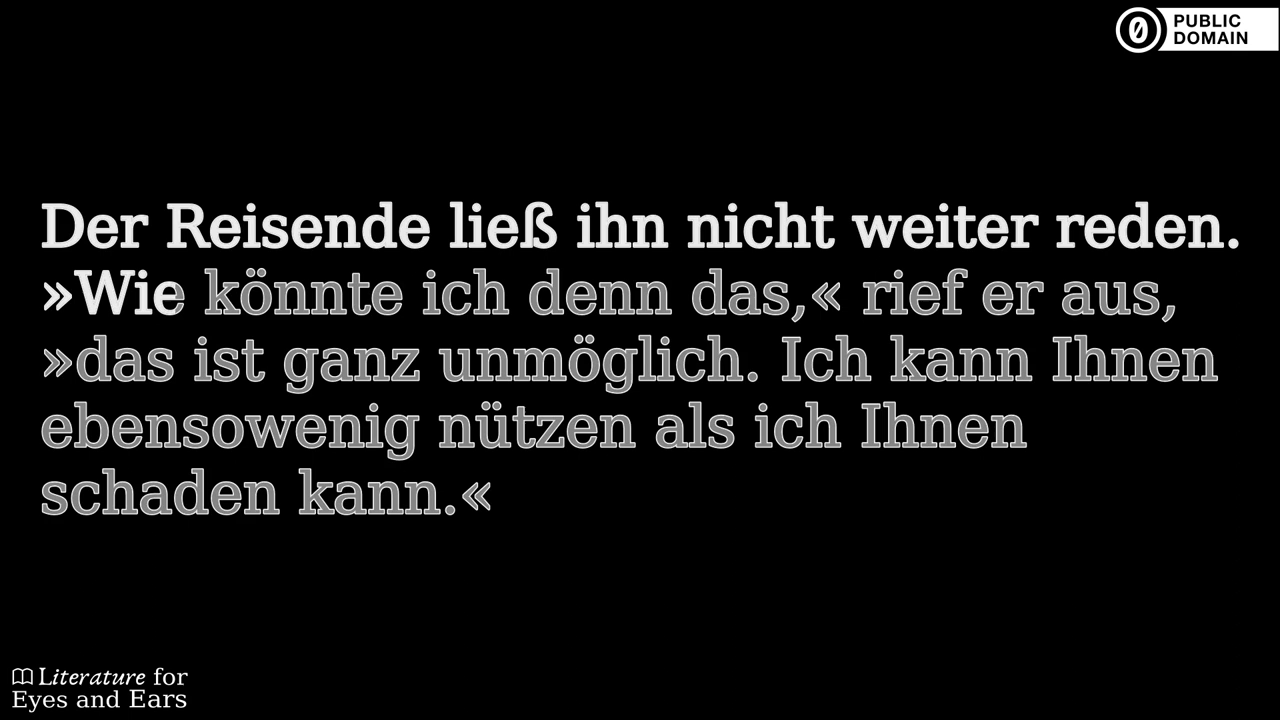 PUBLIC
DOMAIN
Der Reisende ließ ihn nicht weiter reden.
»Wie könnte ich denn das,« rief er aus,
»das ist ganz unmöglich. Ich kann Ihnen
ebensowenig nützen als ich Ihnen
schaden kann.«
Literature for
Eyes and Ears